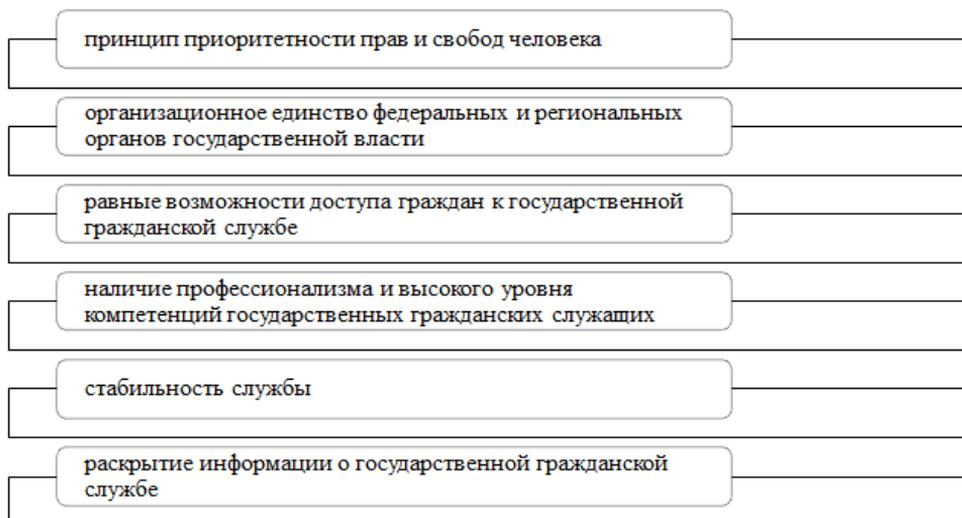 принцип приоритетности прав и свобод человека
организационное единство федеральных и региональных
органов государственной власти
равные возможности доступа граждан к государственной
гражданской службе
наличие профессионализма и высокого уровня
компетенций государственных гражданских служащих
стабильность службы
раскрытие информации о государственной гражданской
службе